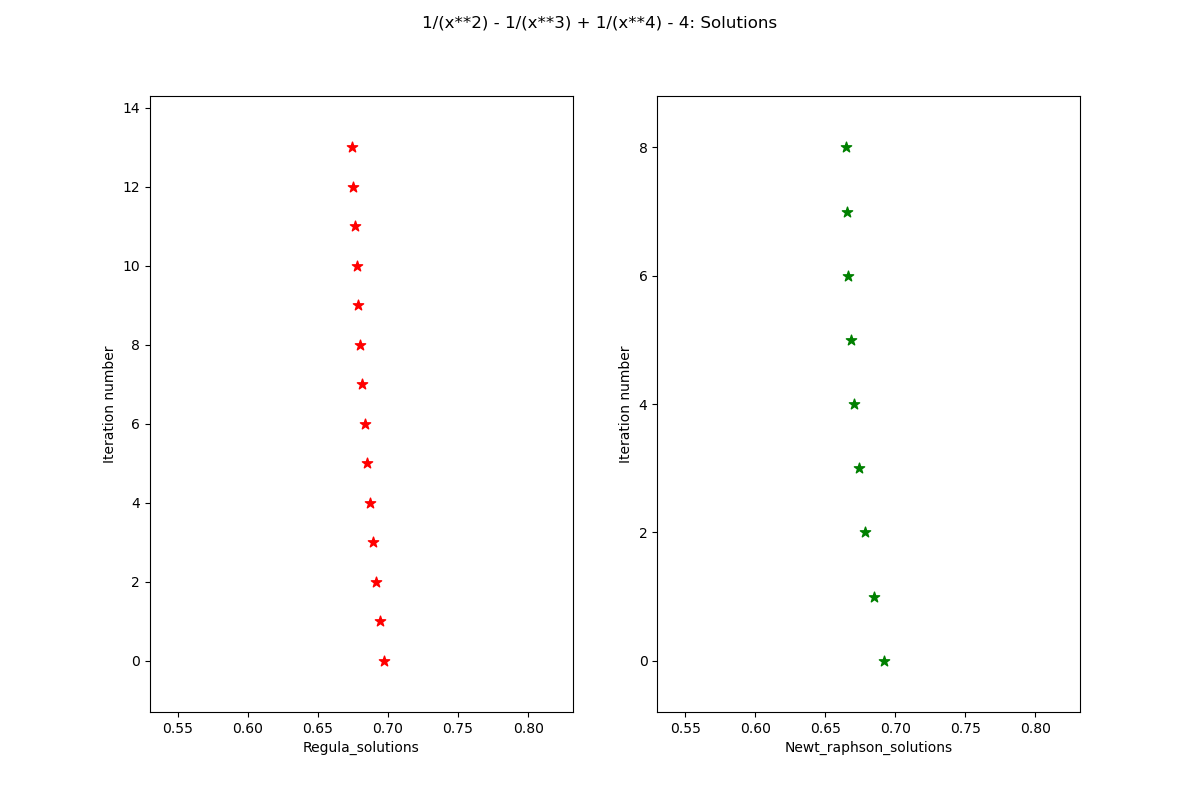 1/(x**2) - 1/(x**3) + 1/(x**4) - 4: Solutions
14
12
10
8
6
4
2
0
Iteration number
0.55 0.60 0.65 0.70 0.75 0.80
Regula_solutions
8
6
4
2
0
Iteration number
0.55 0.60 0.65 0.70 0.75 0.80
Newt_raphson_solutions